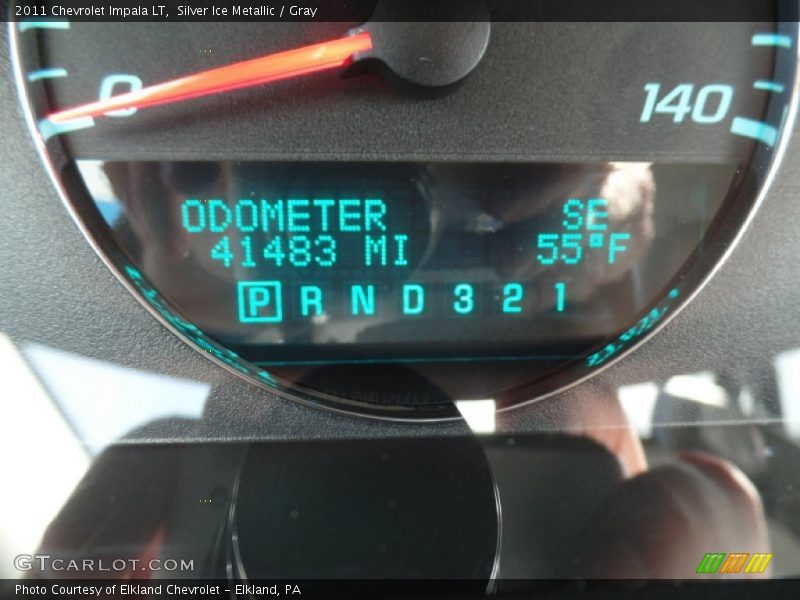 2011 Chevrolet Impala LT,  Silver Ice Metallic / Gray
0
140
ODOMETER SE
41483 MI 55°F
P R N D 3 2 1
GTCARLOT.COM
Photo Courtesy of Elkland Chevrolet - Elkland, PA